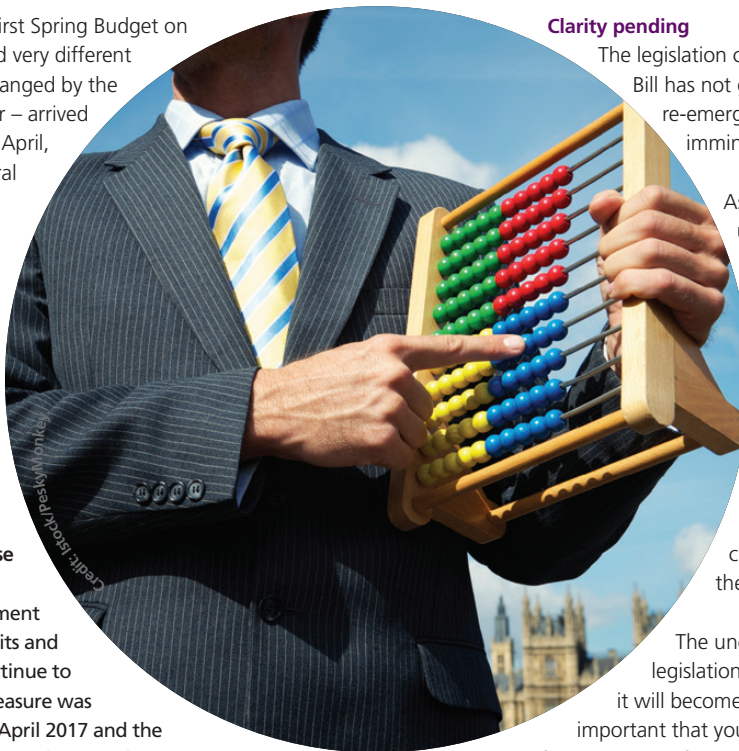 irst Spring Budget on
d very different
anged by the
r – arrived
April,
ral
se
ment
its and
tinue to
easure was
April 2017 and the
Credit: Istock/PeskyMonkey
Clarity pending
The legislation c
Bill has not
re-emerg
immin
As
u
c
the
The un
legislation
it will become
important that you